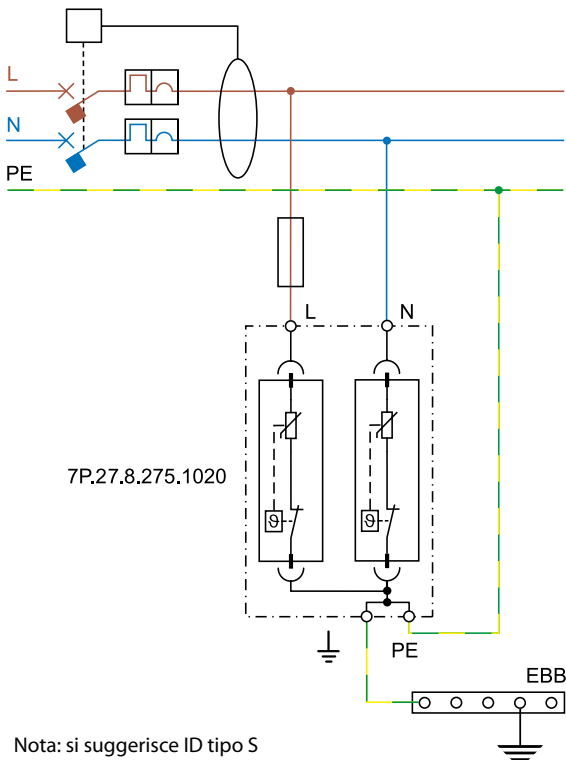 L
N
PE
L N
7P.27.8.275.1020
ϑ ϑ
PE
EBB
Nota: si suggerisce ID tipo S